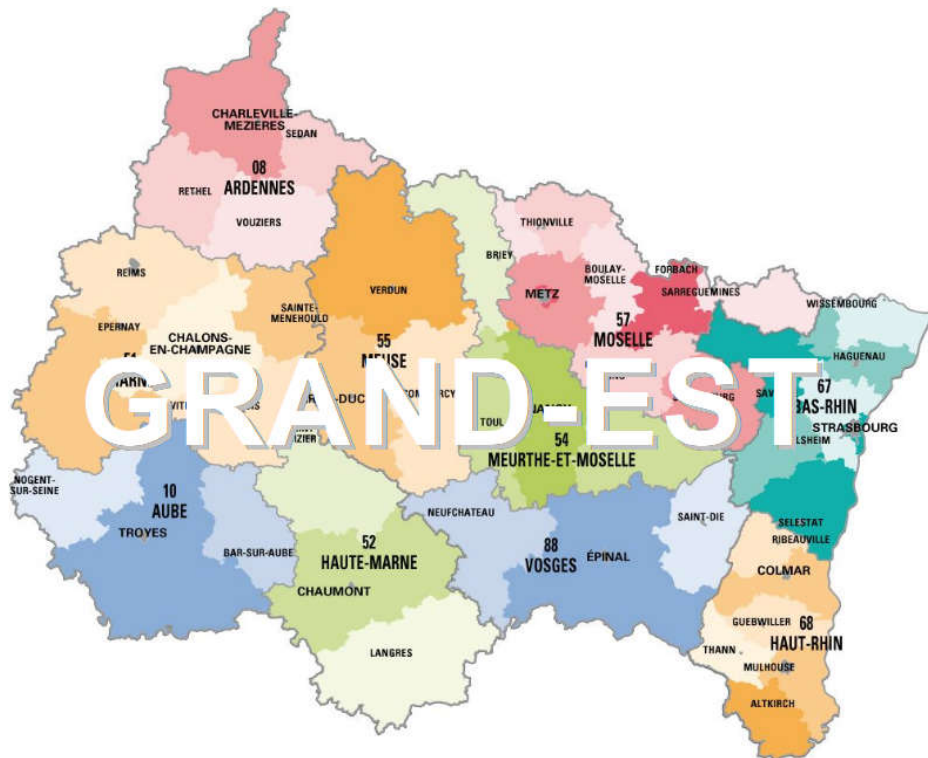 CHARLEVILLE-
MEZIÈRES
SEDAN
08
ARDENNES
RETHEL
VOUZIERS
REIMS
EPERNAY
SAINTE-
MENEHOULD
CHALONS-
EN-CHAMPAGNE
VERDUN
55
MEUSE
BRIEY
THIONVILLE
METZ
BOULAY-
MOSELLE
FORBACH
SARREGUEMINES
57
MOSELLE
WISSEMBOURG
HAGUENAU
67
BAS-RHIN
STRASBOURG
GRAND-EST
TOUL
54
MEURTHE-ET-MOSELLE
NOGENT-
SUR-SEINE
10
AUBE
TROYES
BAR-SUR-AUBE
52
HAUTE-MARNE
CHAUMONT
LANGRES
NEUFCHATEAU
88
VOSGES
ÉPINAL
SAINT-DIE
SELESTAT
RIBEAUVILLE
COLMAR
GUEBWILLER
68
HAUT-RHIN
THANN
MULHOUSE
ALTKIRCH